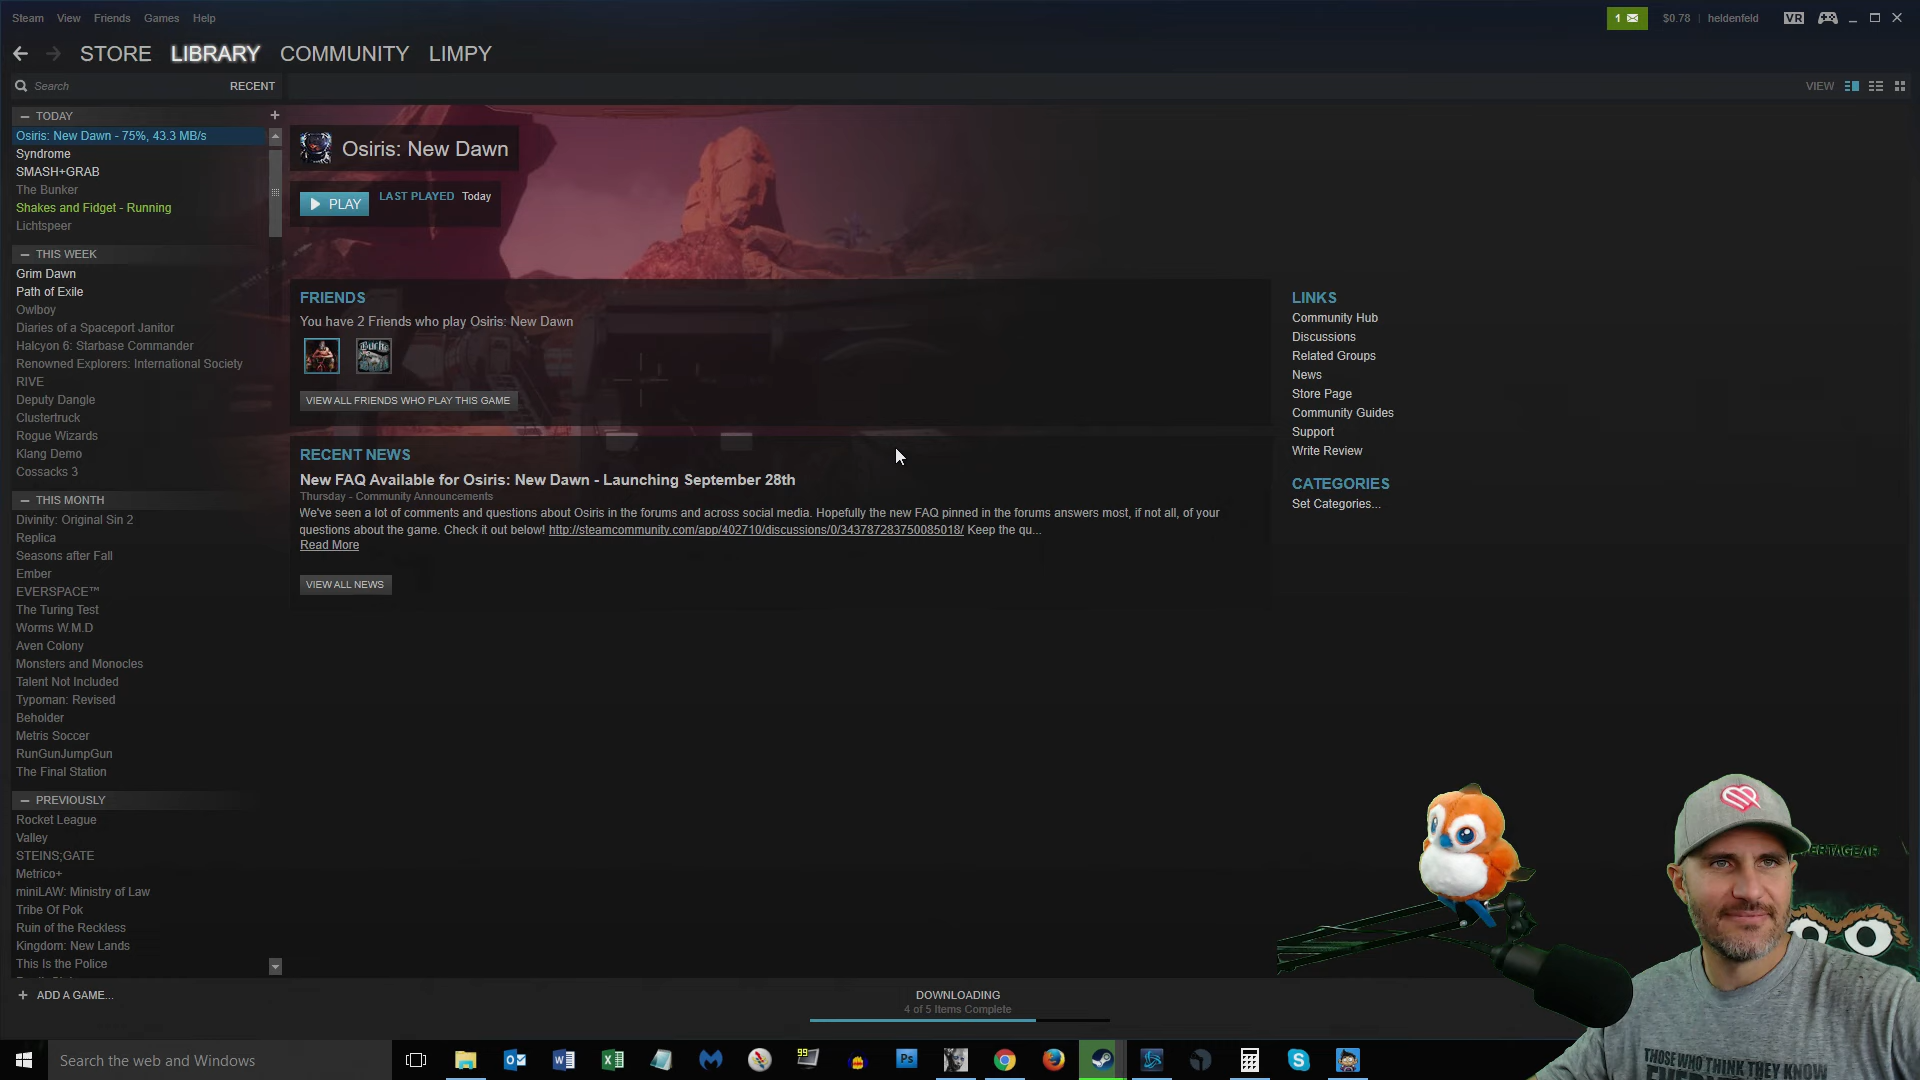 Steam View Friends Games Help
1 $0.78 heldenfeld VR
STORE LIBRARY COMMUNITY LIMPY
Search RECENT VIEW
TODAY
Osiris: New Dawn - 75%, 43.3 MB/s
Syndrome
SMASH+GRAB
The Bunker
Shakes and Fidget - Running
Lichtspeer
THIS WEEK
Grim Dawn
Path of Exile
Owlboy
Diaries of a Spaceport Janitor
Halcyon 6: Starbase Commander
Renowned Explorers: International Society
RIVE
Deputy Dangle
Clustertruck
Rogue Wizards
Klang Demo
Cossacks 3
THIS MONTH
Divinity: Original Sin 2
Replica
Seasons after Fall
Ember
EVERSPACE™
The Turing Test
Worms W.M.D
Aven Colony
Monsters and Monocles
Talent Not Included
Typoman: Revised
Beholder
Metris Soccer
RunGunJumpGun
The Final Station
PREVIOUSLY
Rocket League
Valley
STEINS;GATE
Metrico+
miniLAW: Ministry of Law
Tribe Of Pok
Ruin of the Reckless
Kingdom: New Lands
This Is the Police
ADD A GAME...
Osiris: New Dawn
PLAY LAST PLAYED Today
FRIENDS
You have 2 Friends who play Osiris: New Dawn
VIEW ALL FRIENDS WHO PLAY THIS GAME
RECENT NEWS
New FAQ Available for Osiris: New Dawn - Launching September 28th
Thursday - Community Announcements
We've seen a lot of comments and questions about Osiris in the forums and across social media. Hopefully the new FAQ pinned in the forums answers most, if not all, of your
questions about the game. Check it out below! http://steamcommunity.com/app/402710/discussions/0/343787283750085018/ Keep the qu...
Read More
VIEW ALL NEWS
LINKS
Community Hub
Discussions
Related Groups
News
Store Page
Community Guides
Support
Write Review
CATEGORIES
Set Categories...
DOWNLOADING
4 of 5 Items Complete
THOSE WHO THINK THEY KNOW
Search the web and Windows
99
Ps